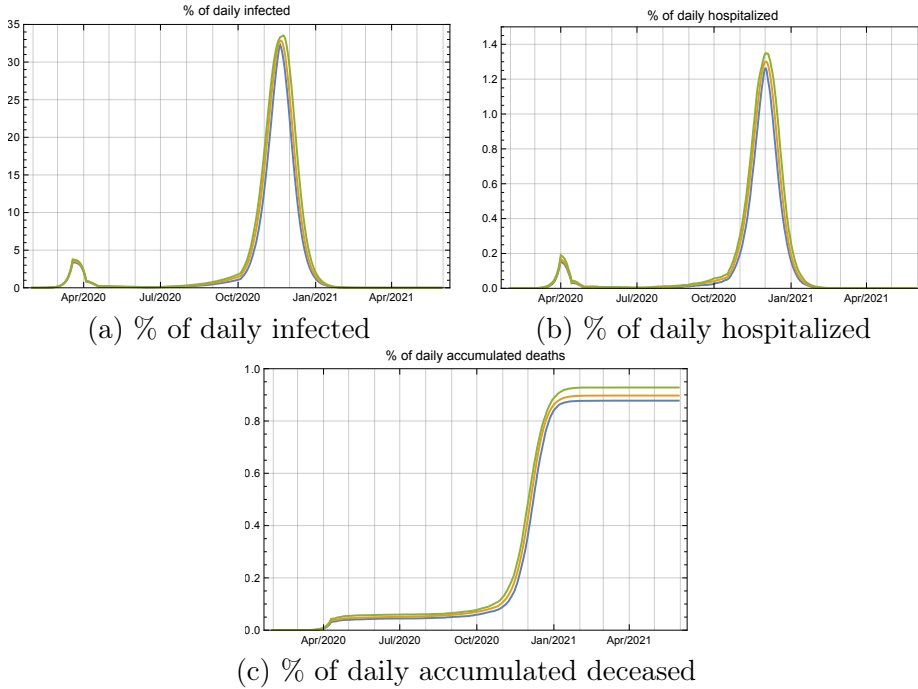 % of daily infected
35
30
25
20
15
10
5
0
Apr/2020 Jul/2020 Oct/2020 Jan/2021 Apr/2021
(a) % of daily infected
% of daily hospitalized
1.4
1.2
1.0
0.8
0.6
0.4
0.2
0.0
Apr/2020 Jul/2020 Oct/2020 Jan/2021 Apr/2021
(b) % of daily hospitalized
% of daily accumulated deaths
1.0
0.8
0.6
0.4
0.2
0.0
Apr/2020 Jul/2020 Oct/2020 Jan/2021 Apr/2021
(c) % of daily accumulated deceased